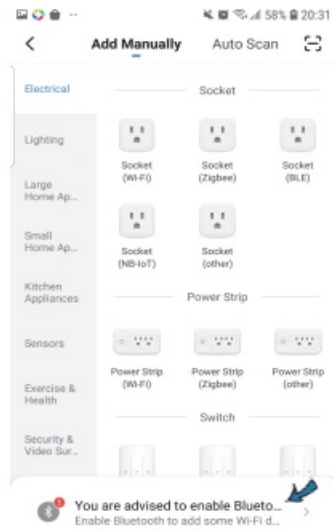 58% 20:31
Add Manually Auto Scan
Electrical
Lighting
Large
Home Ap...
Small
Home Ap...
Kitchen
Appliances
Sensors
Exercise &
Health
Security &
Video Sur...
Socket
Socket Socket Socket
(Wi-Fi) (Zigbee) (BLE)
Socket Socket
(NB-IoT) (other)
Power Strip
Power Strip Power Strip Power Strip
(Wi-Fi) (Zigbee) (other)
Switch
You are advised to enable Blueto...
Enable Bluetooth to add some Wi-Fi d...